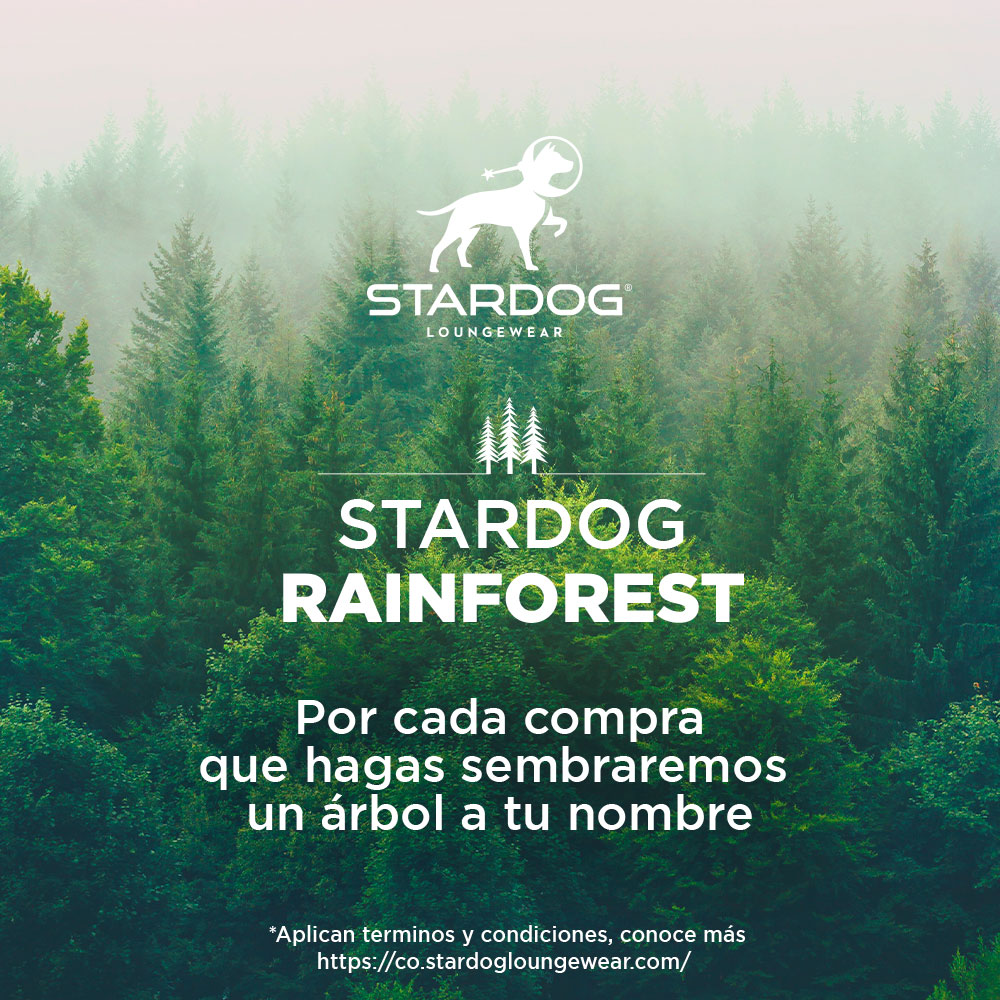 STARDOG®
LOUNGEWEAR
STARDOG
RAINFOREST
Por cada compra
que hagas sembraremos
un árbol a tu nombre
*Aplican terminos y condiciones, conoce más
https://co.stardogloungewear.com/